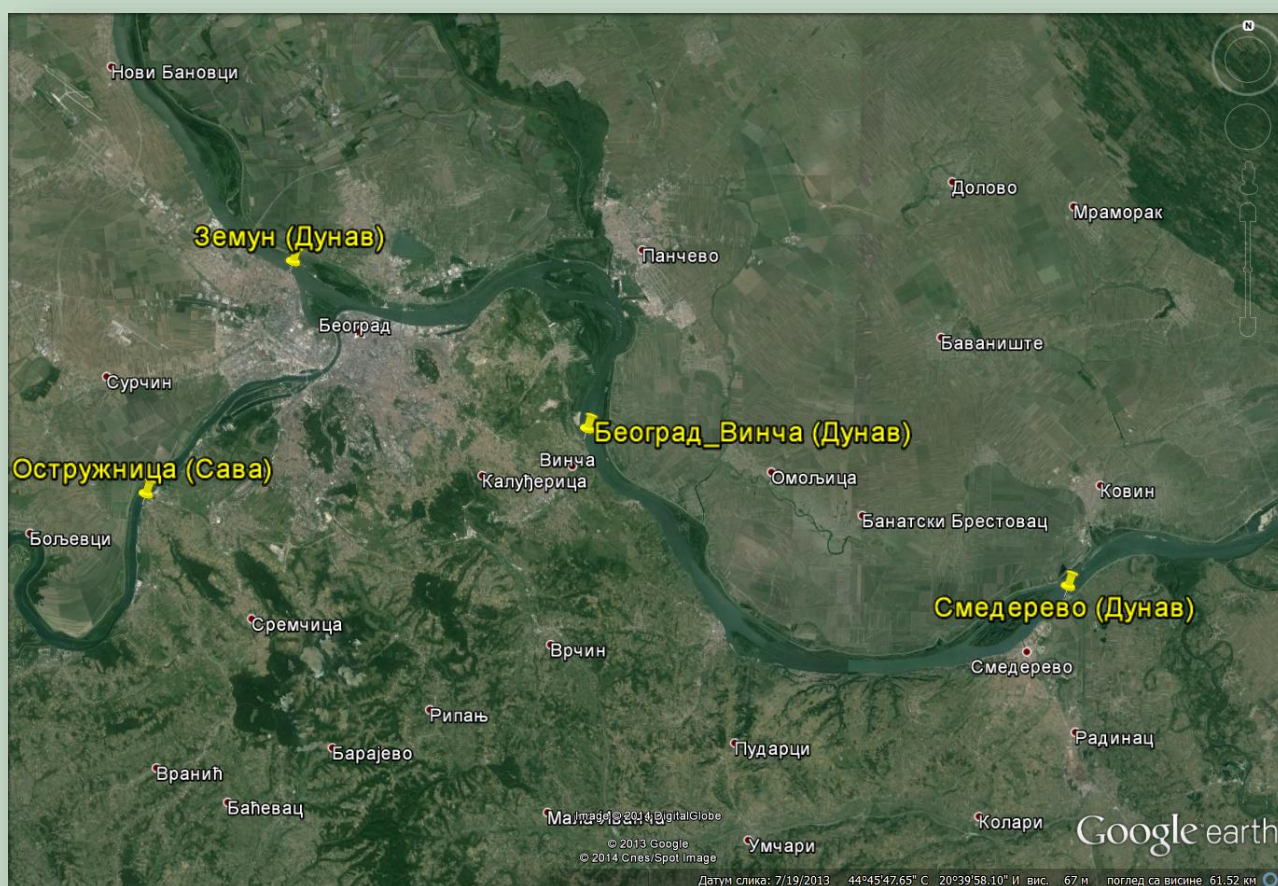 N
Нови Бановци
Долово
Мраморак
Земун (Дунав)
Панчево
Београд
Баваниште
Сурчин
Београд_Винча (Дунав)
Остружница (Сава)
Винча
Калуђерица
Омољица
Ковин
Банатски Брестовац
Бољевци
Смедерево (Дунав)
Сремчица
Врчин
Смедерево
Рипањ
Радинац
Барајево
Пударци
Вранић
Баћевац
Мала Иванча
Image © 2014 DigitalGlobe
Колари
Google earth
© 2013 Google
Умчари
© 2014 Cnes/Spot Image
Датум слика: 7/19/2013 44°45'47.65" С 20°39'58.10" И вис. 67 м поглед са висине 61.52 км